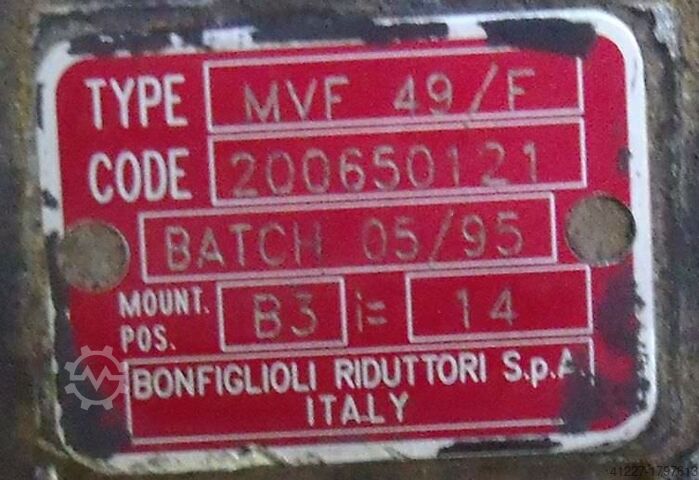 TYPE MVF 49/F
CODE 200650121
BATCH 05/95
MOUNT. POS. B3 i= 14
BONFIGLIOLI RIDUTTORI S.p.A.
ITALY
41227-1797613